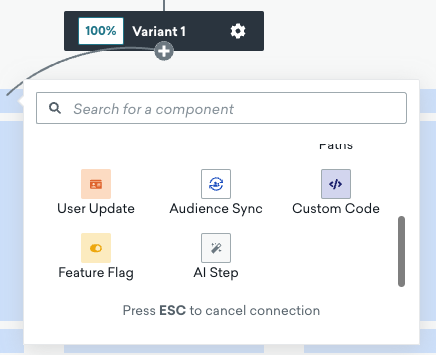 100% Variant 1
Search for a component
Paths
User Update Audience Sync Custom Code
Feature Flag AI Step
Press ESC to cancel connection